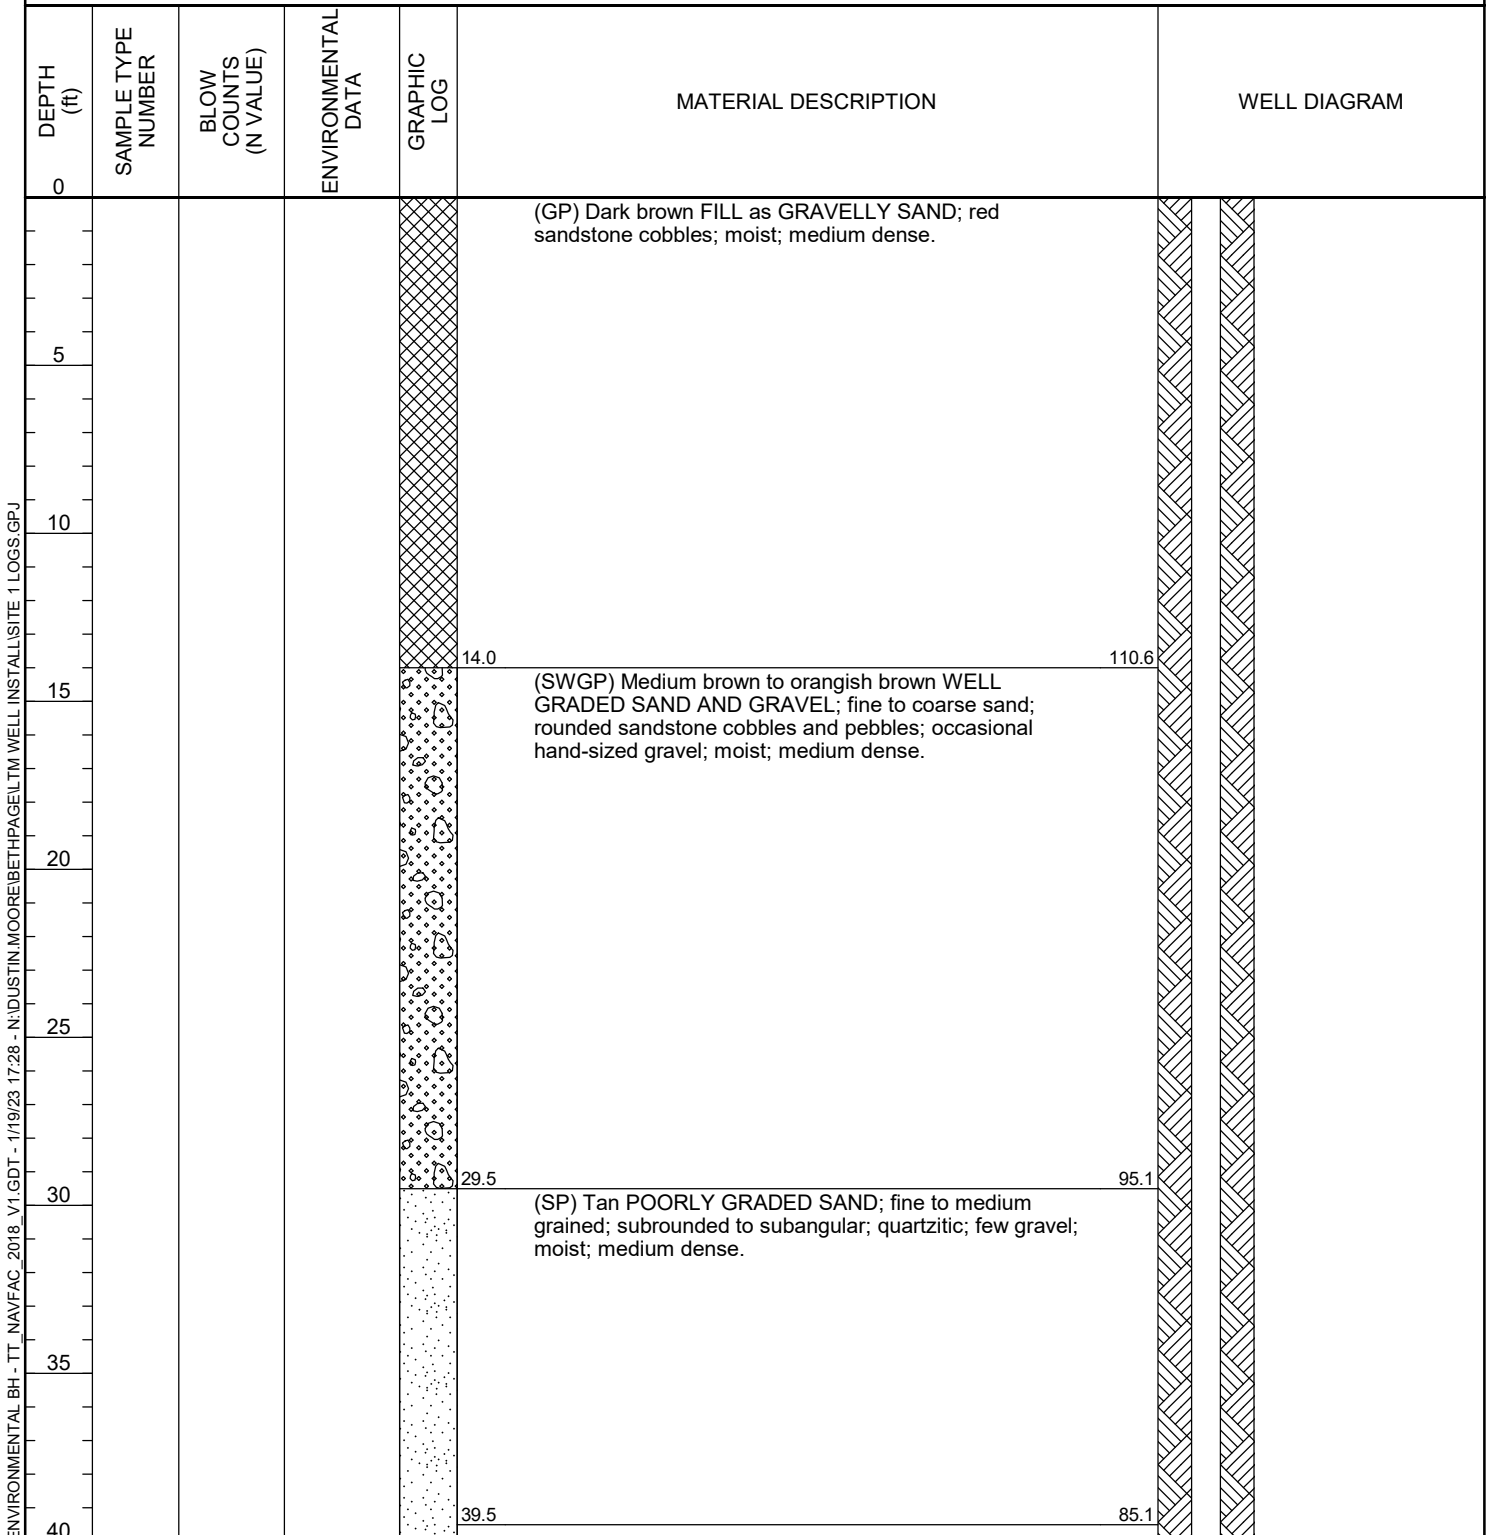 DEPTH
(ft)
SAMPLE TYPE
NUMBER
BLOW
COUNTS
(N VALUE)
ENVIRONMENTAL
DATA
GRAPHIC
LOG
MATERIAL DESCRIPTION
WELL DIAGRAM
0
(GP) Dark brown FILL as GRAVELLY SAND; red
sandstone cobbles; moist; medium dense.
5
10
14.0 110.6
15
(SWGP) Medium brown to orangish brown WELL
GRADED SAND AND GRAVEL; fine to coarse sand;
rounded sandstone cobbles and pebbles; occasional
hand-sized gravel; moist; medium dense.
20
25
29.5 95.1
30
(SP) Tan POORLY GRADED SAND; fine to medium
grained; subrounded to subangular; quartzitic; few gravel;
moist; medium dense.
35
39.5 85.1
40
ENVIRONMENTAL BH - TT_NAVFAC_2018_V1.GDT - 1/19/23 17:28 - N:\DUSTIN.MOORE\BETHPAGE\LTM WELL INSTALL\SITE 1 LOGS.GPJ